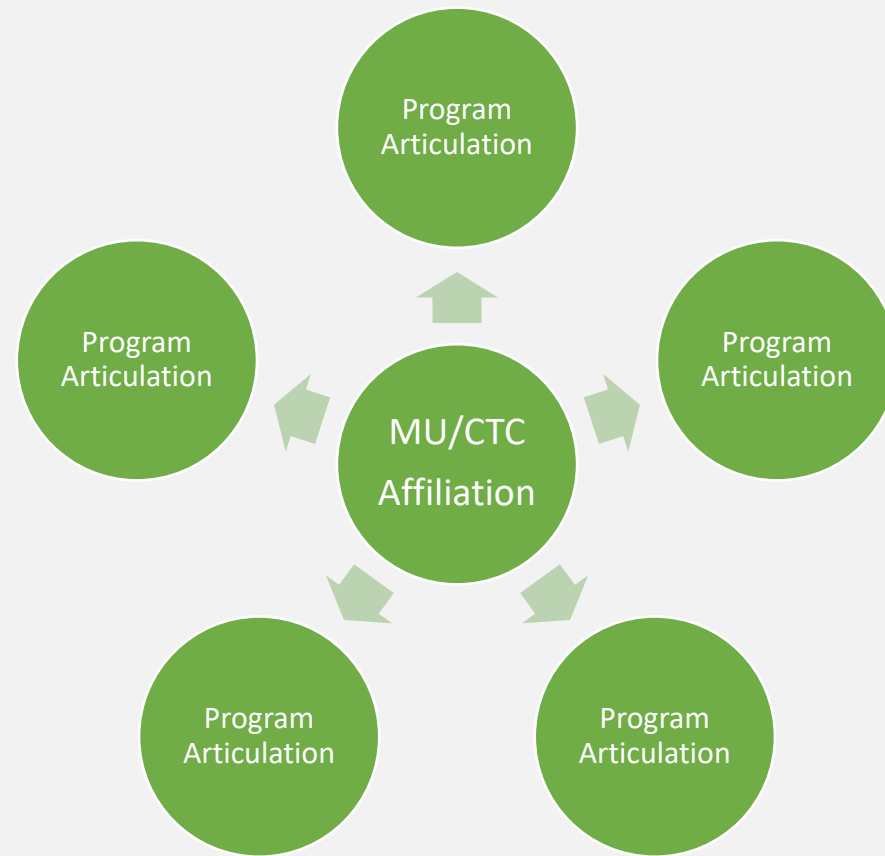 Program
Articulation
Program
Articulation
Program
Articulation
MU/CTC
Affiliation
Program
Articulation
Program
Articulation